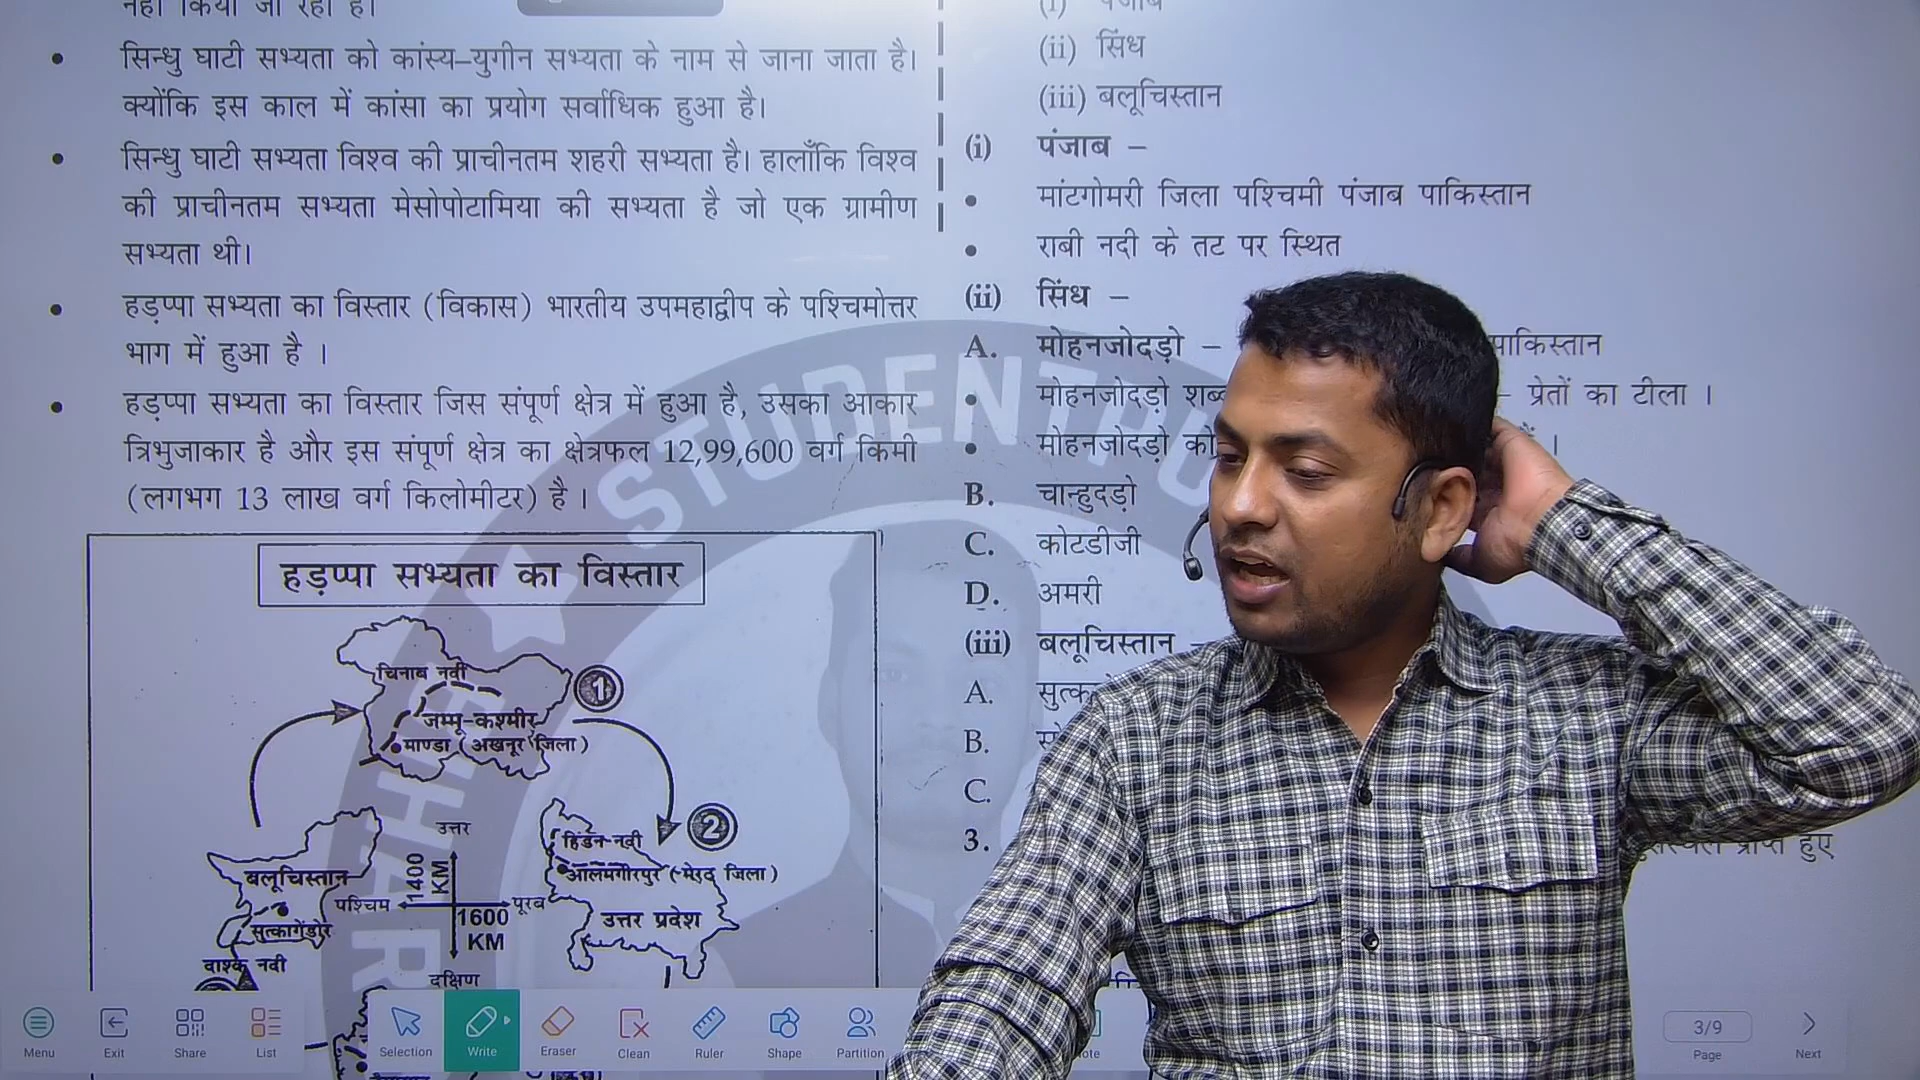 नहीं किया जा रहा है।
सिन्धु घाटी सभ्यता को कांस्य–युगीन सभ्यता के नाम से जाना जाता है।
क्योंकि इस काल में कांसा का प्रयोग सर्वाधिक हुआ है।
सिन्धु घाटी सभ्यता विश्व की प्राचीनतम शहरी सभ्यता है। हालाँकि विश्व
की प्राचीनतम सभ्यता मेसोपोटामिया की सभ्यता है जो एक ग्रामीण
सभ्यता थी।
हड़प्पा सभ्यता का विस्तार (विकास) भारतीय उपमहाद्वीप के पश्चिमोत्तर
भाग में हुआ है ।
हड़प्पा सभ्यता का विस्तार जिस संपूर्ण क्षेत्र में हुआ है, उसका आकार
त्रिभुजाकार है और इस संपूर्ण क्षेत्र का क्षेत्रफल 12,99,600 वर्ग किमी
(लगभग 13 लाख वर्ग किलोमीटर) है ।
हड़प्पा सभ्यता का विस्तार
चिनाब नदी
1
जम्मू-कश्मीर
माण्डा ( अखनूर जिला )
2
उत्तर
हिंडन नदी
1400 KM
आलमगीरपुर ( मेरठ जिला )
बलूचिस्तान
पश्चिम
पूरब
1600
KM
उत्तर प्रदेश
सुत्कागेंडोर
दाश्क नदी
दक्षिण
(i) पंजाब
(ii) सिंध
(iii) बलूचिस्तान
(i) पंजाब –
मांटगोमरी जिला पश्चिमी पंजाब पाकिस्तान
राबी नदी के तट पर स्थित
(ii) सिंध –
A. मोहनजोदड़ो – पाकिस्तान
मोहनजोदड़ो – प्रेतों का टीला ।
मोहनजोदड़ो को ।
B. चान्हुदड़ो
C. कोटडीजी
D. अमरी
(iii) बलूचिस्तान –
A.
B.
C.
3. प्राप्त हुए
STUDENT
Menu
Exit
Share
List
Selection
Write
Eraser
Clean
Ruler
Shape
Partition
3/9
Page
Next